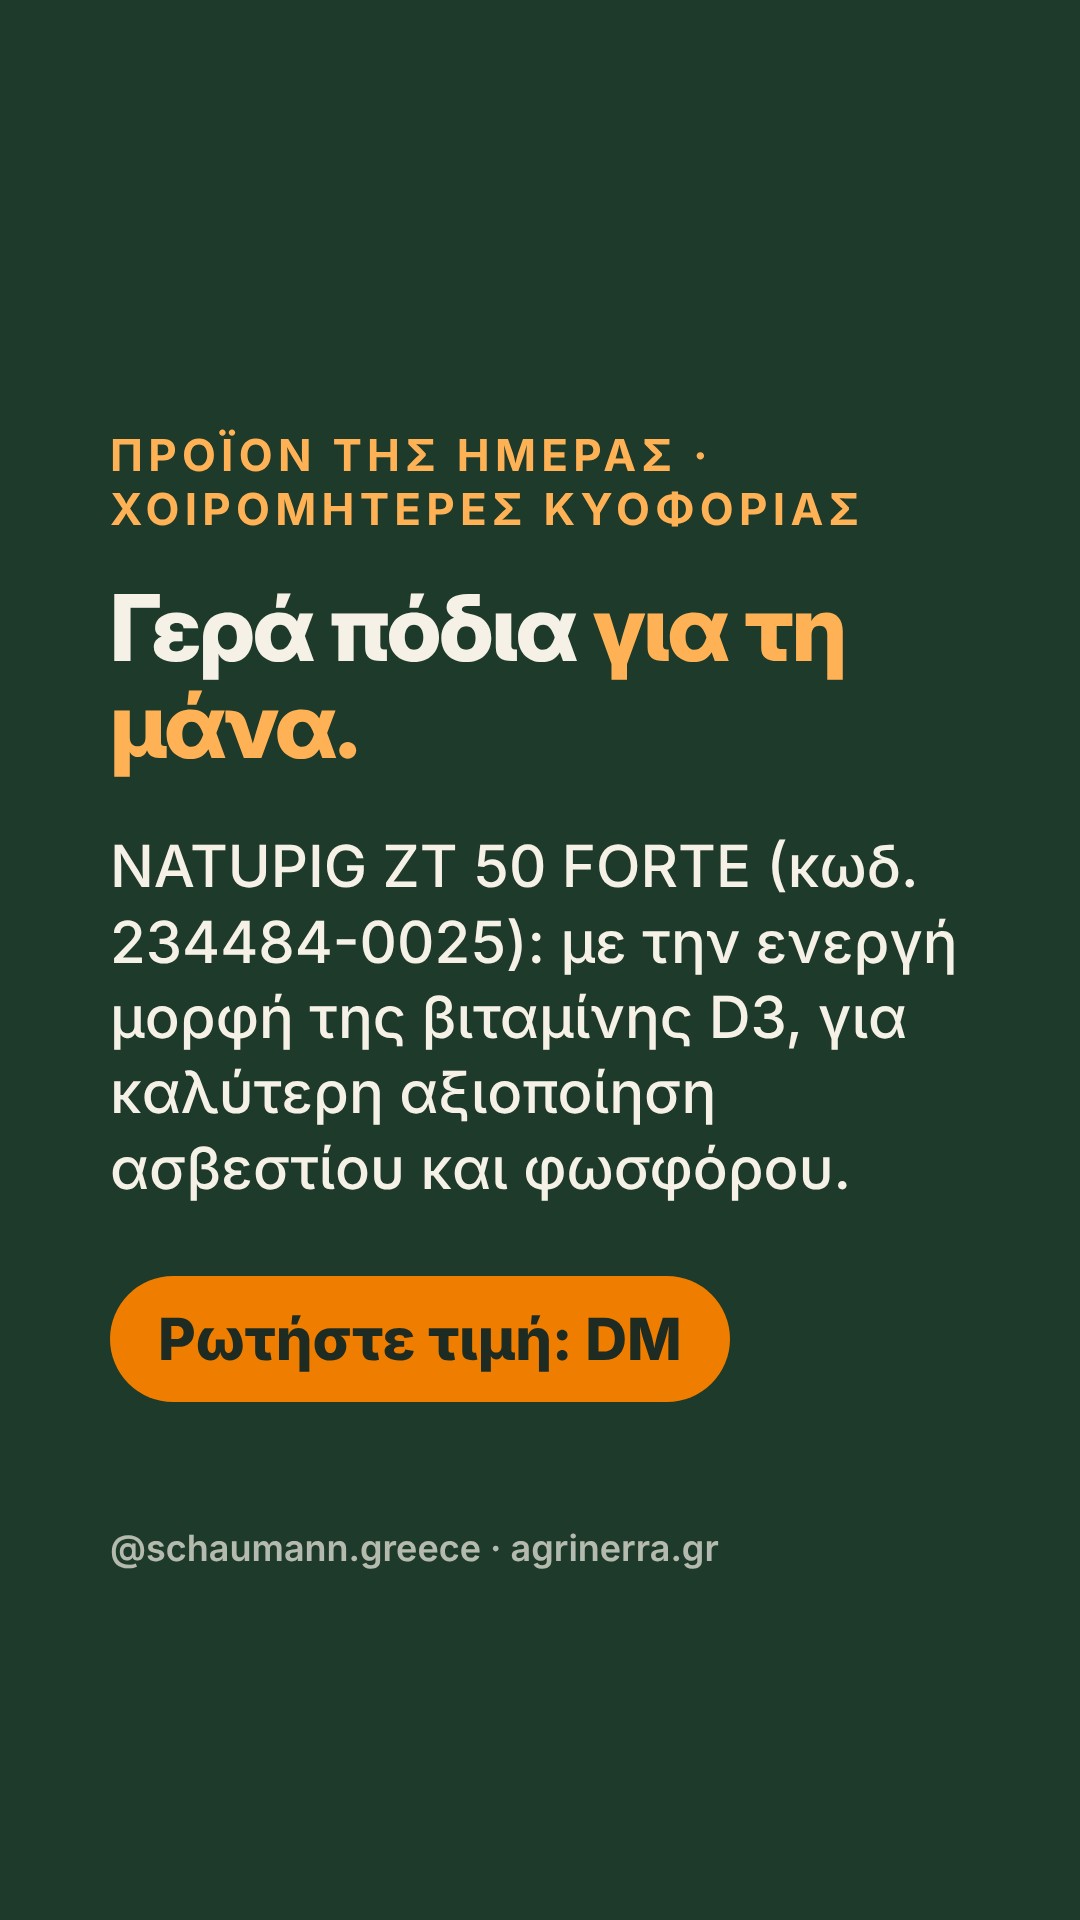 ΠΡΟΪΟΝ ΤΗΣ ΗΜΕΡΑΣ ·
ΧΟΙΡΟΜΗΤΕΡΕΣ ΚΥΟΦΟΡΙΑΣ
Γερά πόδια για τη
μάνα.
NATUPIG ZT 50 FORTE (κωδ.
234484-0025): με την ενεργή
μορφή της βιταμίνης D3, για
καλύτερη αξιοποίηση
ασβεστίου και φωσφόρου.
Ρωτήστε τιμή: DM
@schaumann.greece · agrinerra.gr